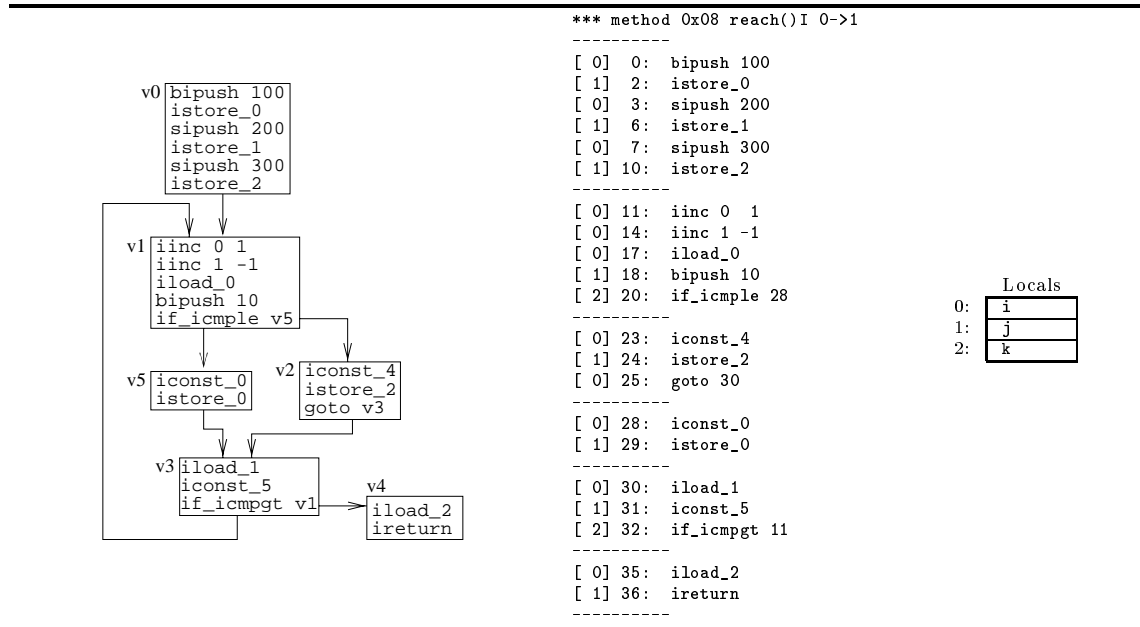 v0
bipush 100
istore_0
sipush 200
istore_1
sipush 300
istore_2
v1
iinc 0 1
iinc 1 -1
iload_0
bipush 10
if_icmple v5
v5
iconst_0
istore_0
v2
iconst_4
istore_2
goto v3
v3
iload_1
iconst_5
if_icmpgt v1
v4
iload_2
ireturn
*** method 0x08 reach()I 0->1
----------
[ 0] 0: bipush 100
[ 1] 2: istore_0
[ 0] 3: sipush 200
[ 1] 6: istore_1
[ 0] 7: sipush 300
[ 1] 10: istore_2
----------
[ 0] 11: iinc 0 1
[ 0] 14: iinc 1 -1
[ 0] 17: iload_0
[ 1] 18: bipush 10
[ 2] 20: if_icmple 28
----------
[ 0] 23: iconst_4
[ 1] 24: istore_2
[ 0] 25: goto 30
----------
[ 0] 28: iconst_0
[ 1] 29: istore_0
----------
[ 0] 30: iload_1
[ 1] 31: iconst_5
[ 2] 32: if_icmpgt 11
----------
[ 0] 35: iload_2
[ 1] 36: ireturn
----------
Locals
0: i
1: j
2: k